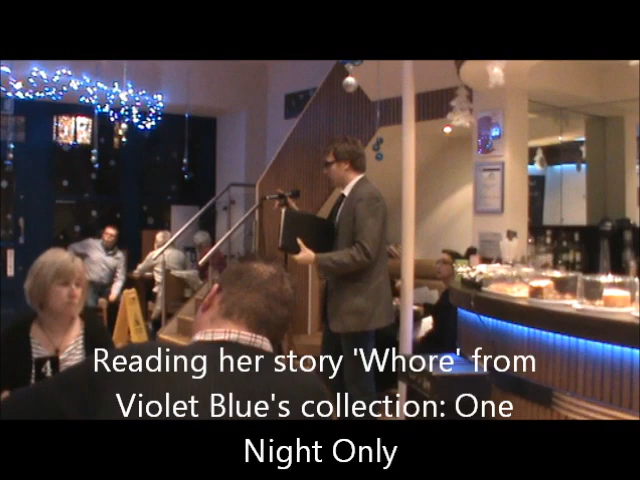 Reading her story 'Whore' from
Violet Blue's collection: One
Night Only